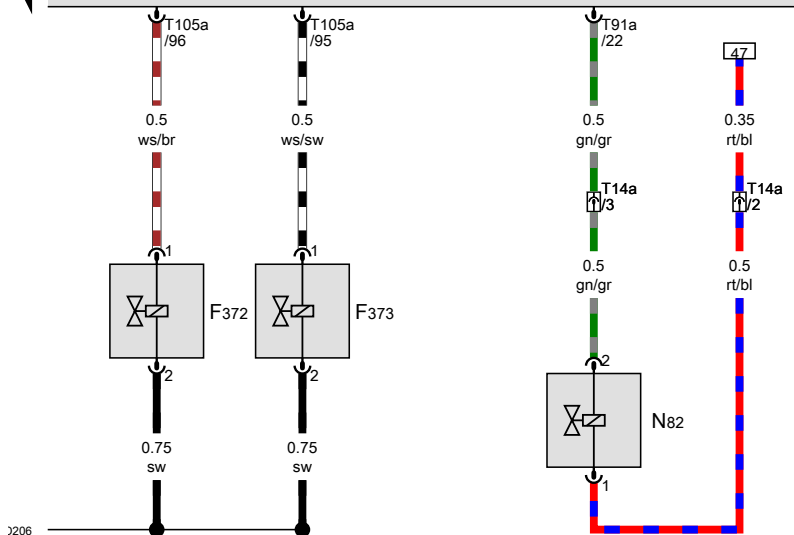 T105a
/96
T105a
/95
T91a
/22
47
0.5
ws/br
0.5
ws/sw
0.5
gn/gr
0.35
rt/bl
T14a
/3
T14a
/2
1
1
0.5
gn/gr
0.5
rt/bl
F372
F373
2
2
2
N82
0.75
sw
0.75
sw
1
0206